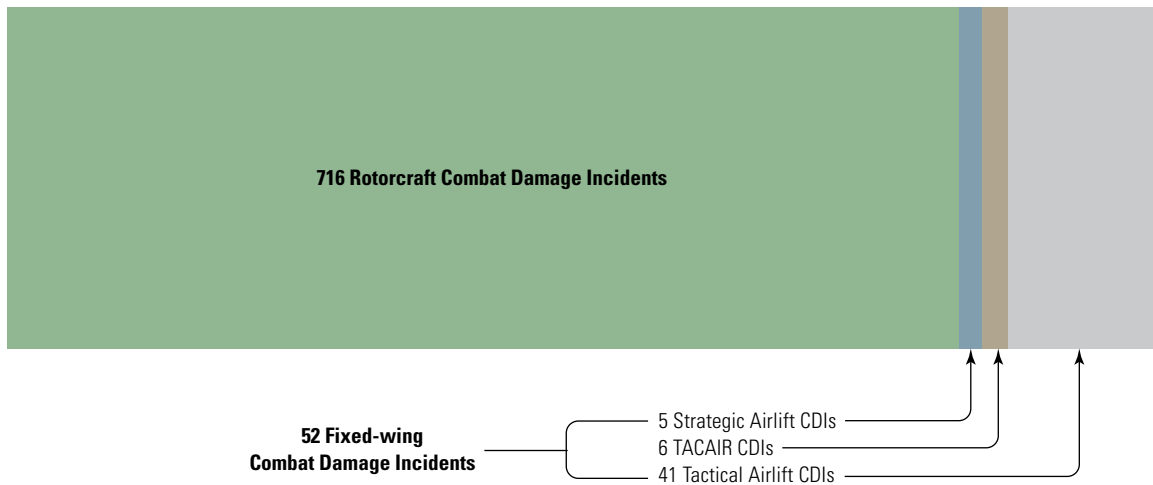 716 Rotorcraft Combat Damage Incidents
52 Fixed-wing
Combat Damage Incidents
5 Strategic Airlift CDIs
6 TACAIR CDIs
41 Tactical Airlift CDIs